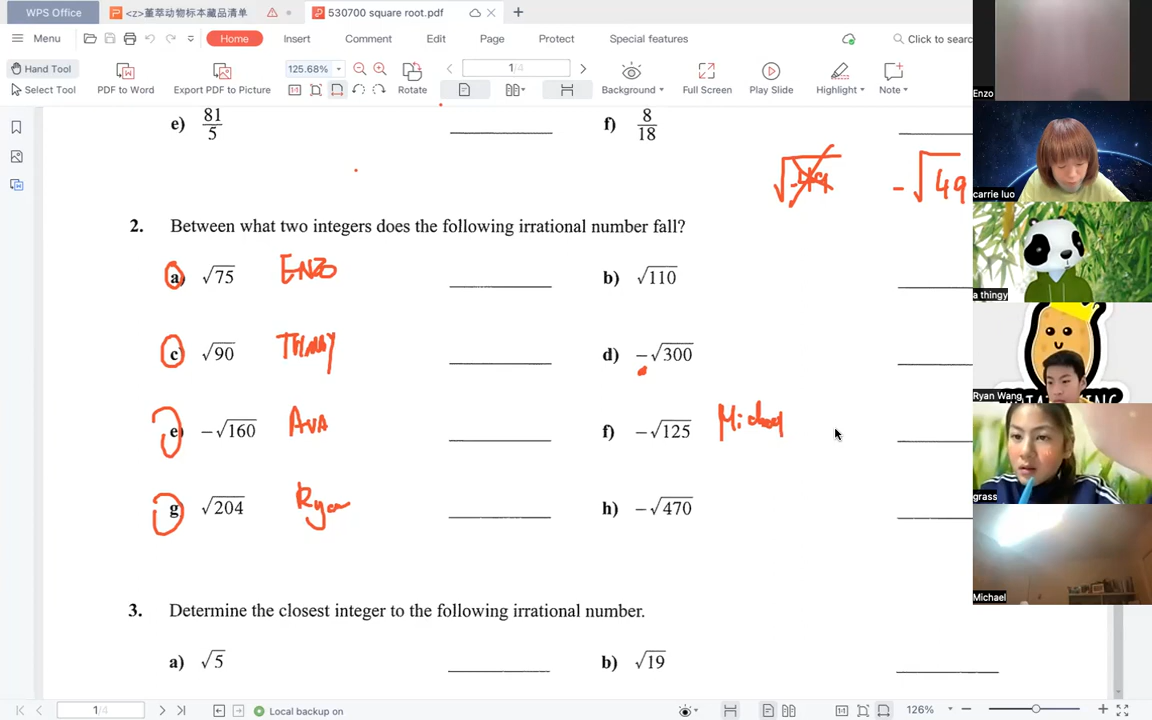 WPS Office
<z>董萃动物标本藏品清单
530700 square root.pdf
Menu
Home
Insert
Comment
Edit
Page
Protect
Special features
Click to searc
Hand Tool
Select Tool
PDF to Word
Export PDF to Picture
125.68%
Rotate
1/4
Background
Full Screen
Play Slide
Highlight
Note
e) 81/5
f) 8/18
-√49
2. Between what two integers does the following irrational number fall?
a) √75 ENZO
b) √110
c) √90
d) -√300
e) -√160 AVA
f) -√125 Michael
g) √204 Ryan
h) -√470
3. Determine the closest integer to the following irrational number.
a) √5
b) √19
Enzo
carrie luo
a thingy
Ryan Wang
grass
Michael
1/4
Local backup on
126%